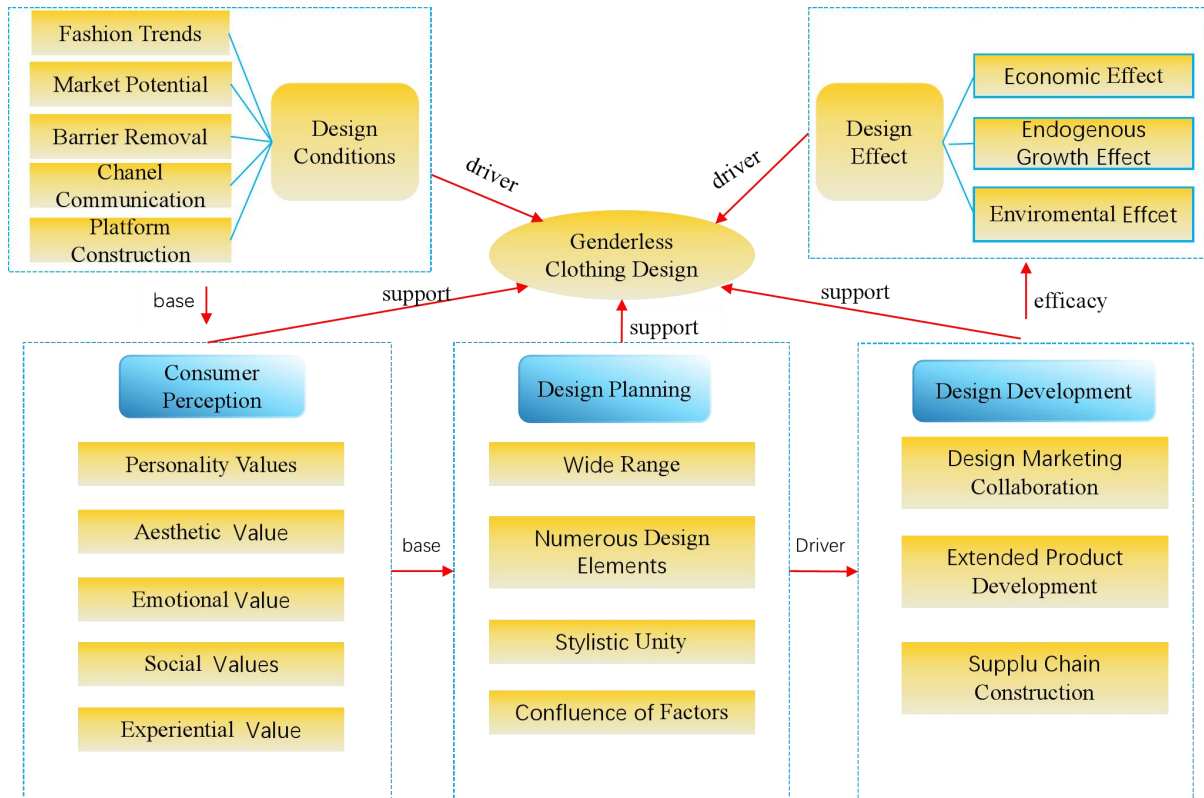 Fashion Trends
Market Potential
Barrier Removal
Chanel
Communication
Platform
Construction
Design
Conditions
driver
driver
Design
Effect
Economic Effect
Endogenous
Growth Effect
Enviromental Effcet
Genderless
Clothing Design
base
support
support
support
efficacy
Consumer
Perception
Personality Values
Aesthetic Value
Emotional Value
Social Values
Experiential Value
base
Design Planning
Wide Range
Numerous Design
Elements
Stylistic Unity
Confluence of Factors
Driver
Design Development
Design Marketing
Collaboration
Extended Product
Development
Supplu Chain
Construction